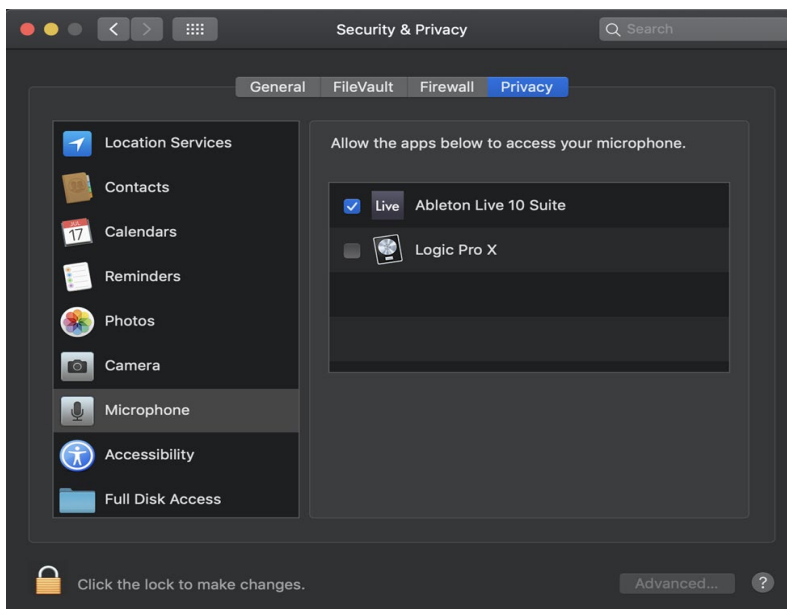 Security & Privacy
Search
General FileVault Firewall Privacy
Location Services
Contacts
JUL
17
Calendars
Reminders
Photos
Camera
Microphone
Accessibility
Full Disk Access
Allow the apps below to access your microphone.
Live Ableton Live 10 Suite
Logic Pro X
Click the lock to make changes.
Advanced... ?